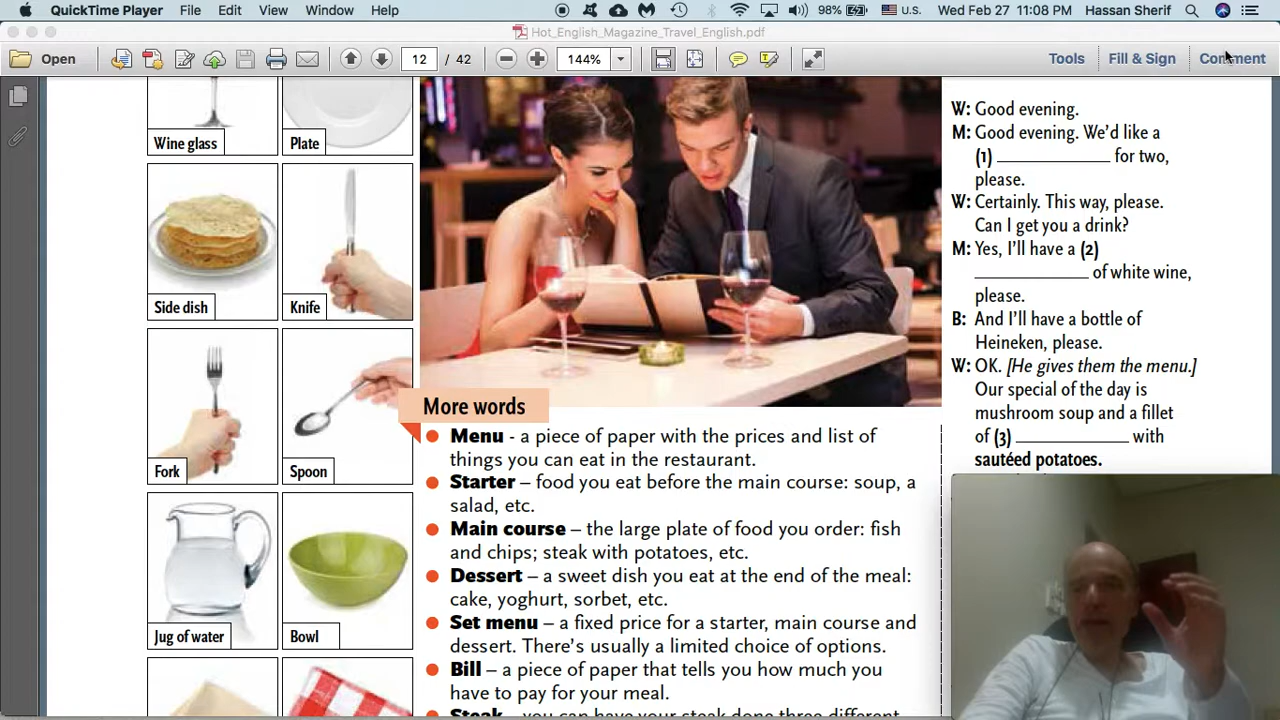 QuickTime Player File Edit View Window Help 98% U.S. Wed Feb 27 11:08 PM Hassan Sherif
Hot_English_Magazine_Travel_English.pdf
Open 12 / 42 144% Tools Fill & Sign Comment
Wine glass
Plate
Side dish
Knife
Fork
Spoon
Jug of water
Bowl
More words
Menu - a piece of paper with the prices and list of
things you can eat in the restaurant.
Starter – food you eat before the main course: soup, a
salad, etc.
Main course – the large plate of food you order: fish
and chips; steak with potatoes, etc.
Dessert – a sweet dish you eat at the end of the meal:
cake, yoghurt, sorbet, etc.
Set menu – a fixed price for a starter, main course and
dessert. There's usually a limited choice of options.
Bill – a piece of paper that tells you how much you
have to pay for your meal.
Steak – you can have your steak done three different
W: Good evening.
M: Good evening. We'd like a
(1) ____________ for two,
please.
W: Certainly. This way, please.
Can I get you a drink?
M: Yes, I'll have a (2)
____________ of white wine,
please.
B: And I'll have a bottle of
Heineken, please.
W: OK. [He gives them the menu.]
Our special of the day is
mushroom soup and a fillet
of (3) ____________ with
sautéed potatoes.